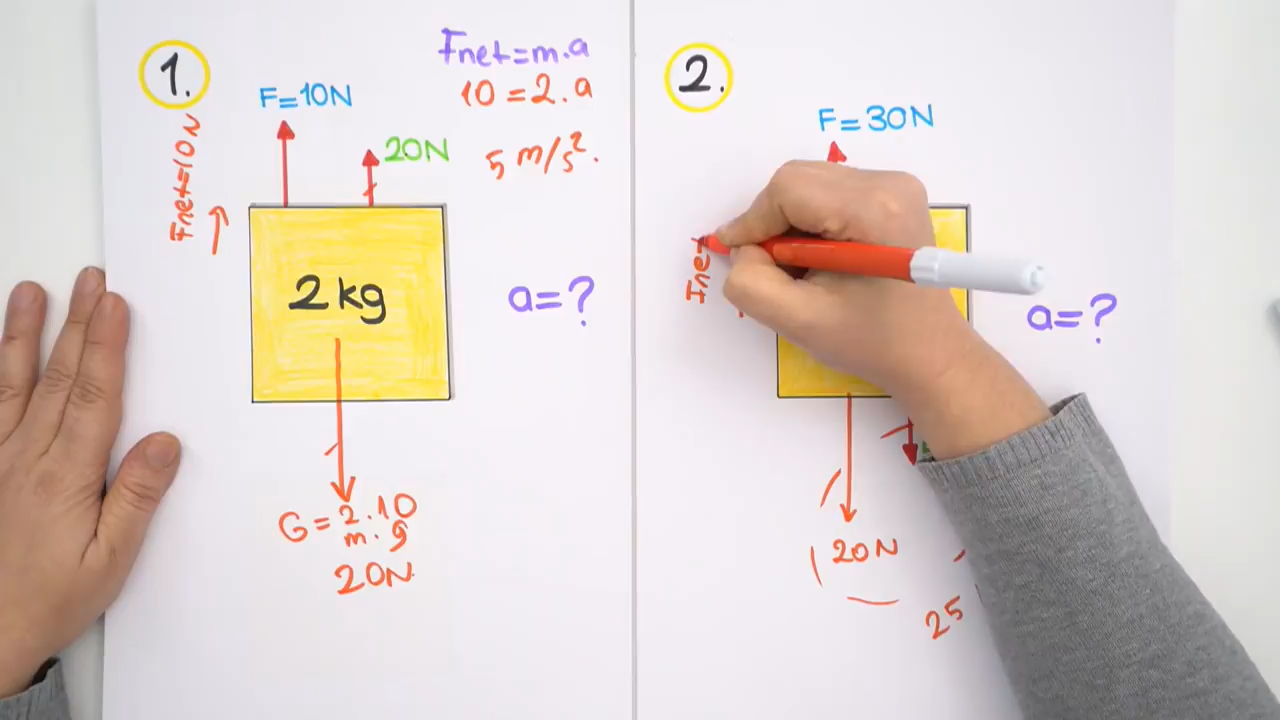 1.
F=10N
Fnet=10N
20N
Fnet=m.a
10=2.a
5 m/s².
2kg
a=?
G=2.10
m.g
20N
2.
F=30N
a=?
20N
25